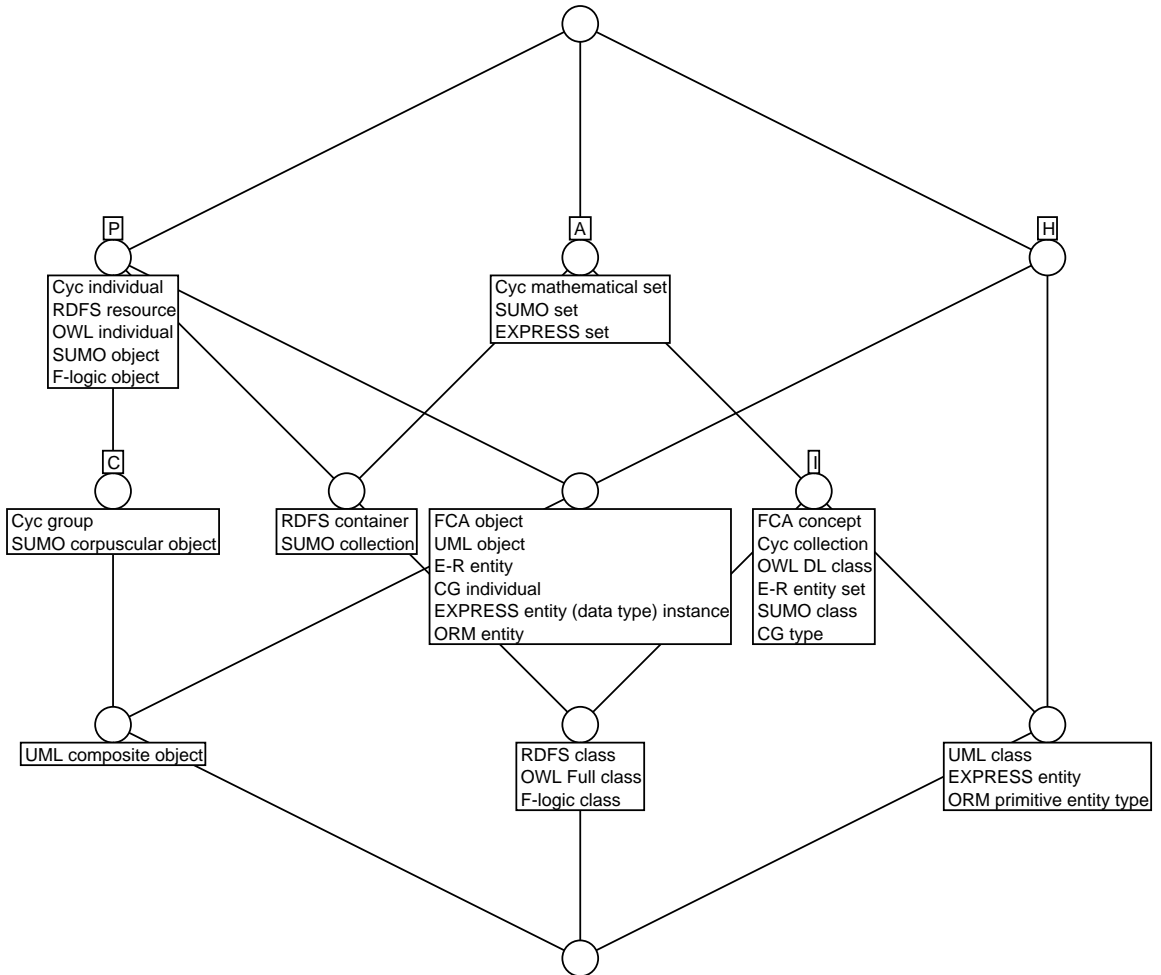 P
A
H
Cyc individual
RDFS resource
OWL individual
SUMO object
F-logic object
Cyc mathematical set
SUMO set
EXPRESS set
C
I
Cyc group
SUMO corpuscular object
RDFS container
SUMO collection
FCA object
UML object
E-R entity
CG individual
EXPRESS entity (data type) instance
ORM entity
FCA concept
Cyc collection
OWL DL class
E-R entity set
SUMO class
CG type
UML composite object
RDFS class
OWL Full class
F-logic class
UML class
EXPRESS entity
ORM primitive entity type